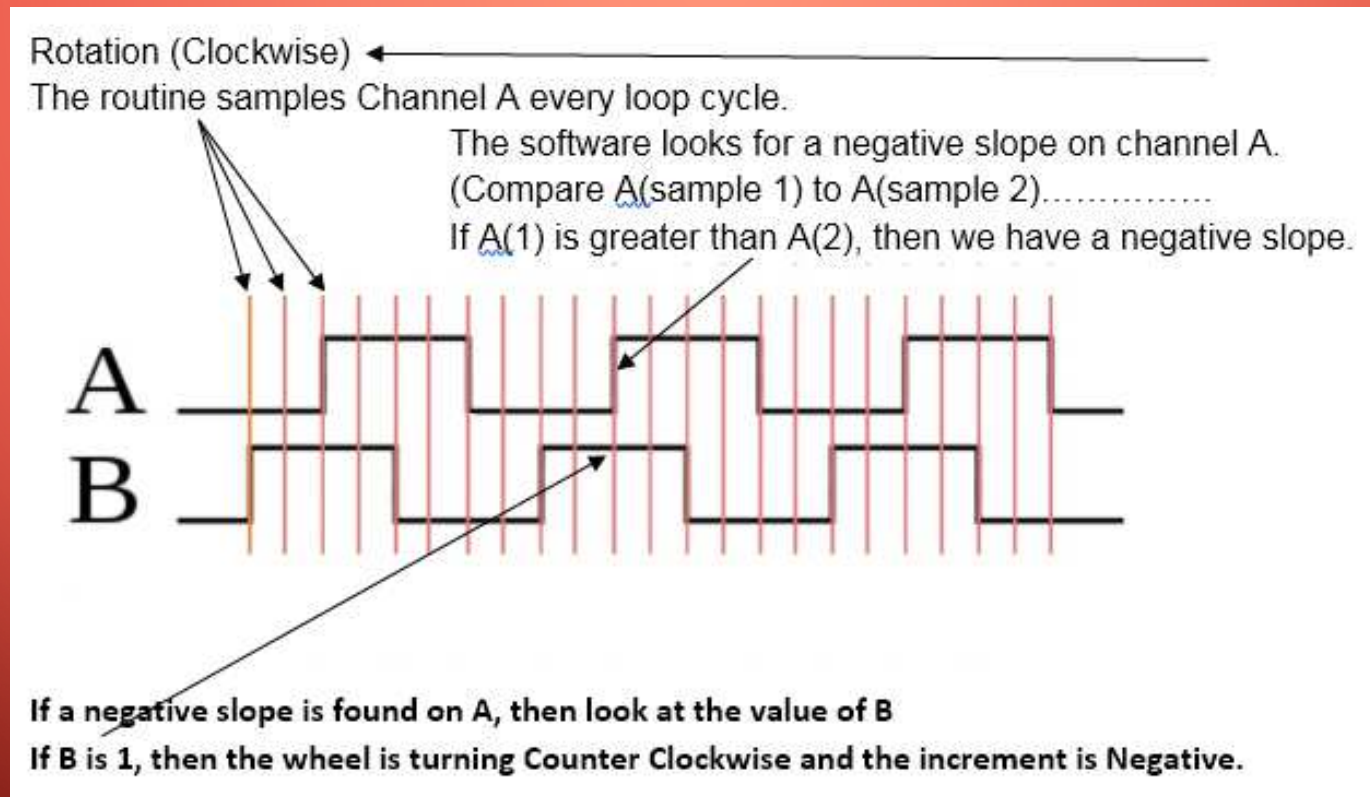 Rotation (Clockwise)
The routine samples Channel A every loop cycle.
The software looks for a negative slope on channel A.
(Compare A(sample 1) to A(sample 2)……………
If A(1) is greater than A(2), then we have a negative slope.
A
B
If a negative slope is found on A, then look at the value of B
If B is 1, then the wheel is turning Counter Clockwise and the increment is Negative.